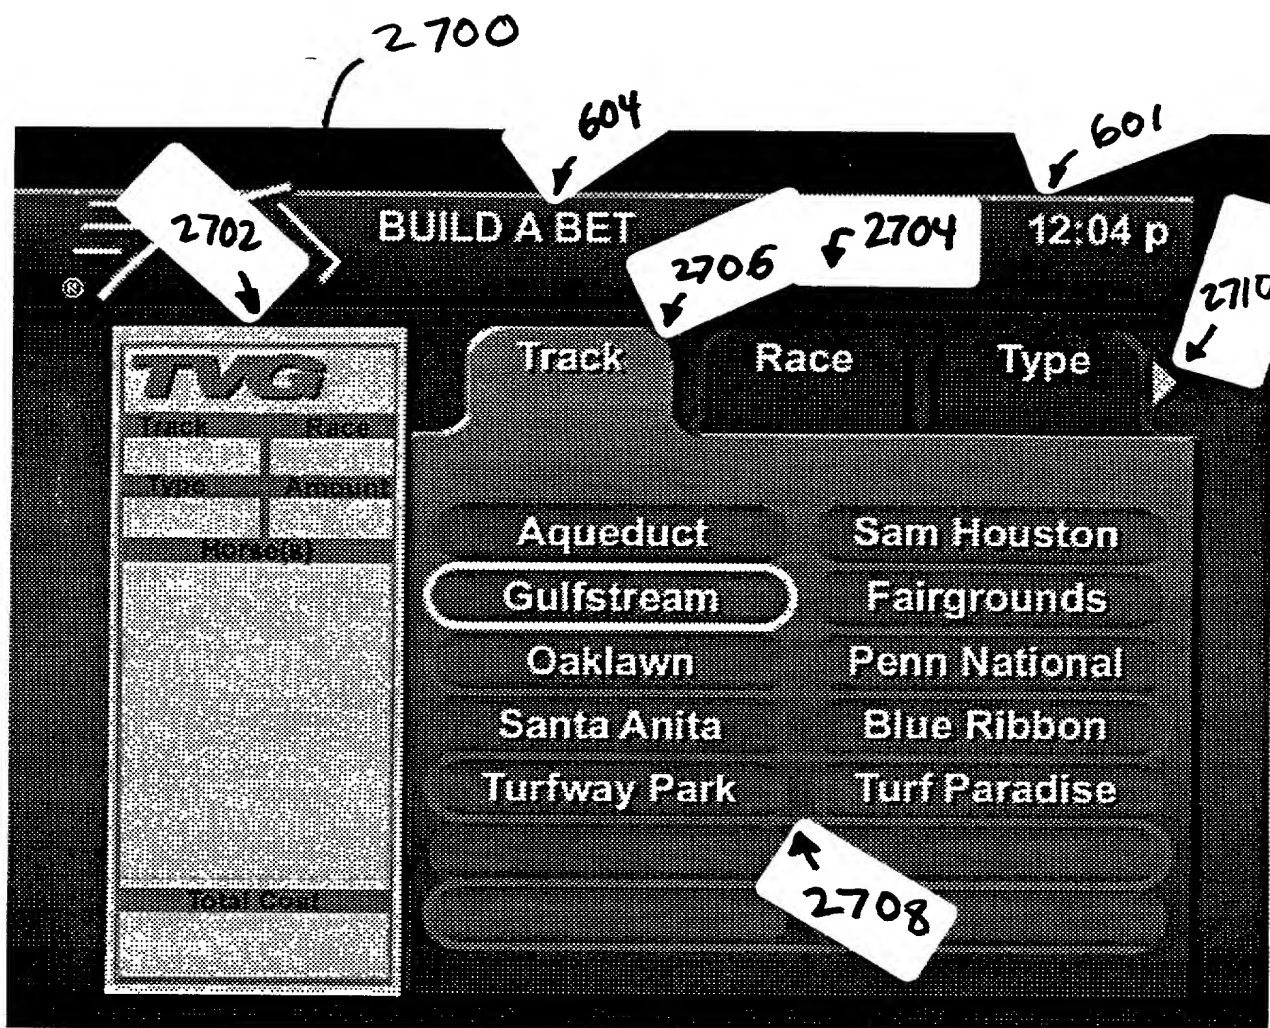 2700
604
601
2702
BUILD A BET
2706
2704
12:04 p
2710
®
TVG
Track Race
Type Amount
Horse(s)
Total Cost
Track Race Type
Aqueduct Sam Houston
Gulfstream Fairgrounds
Oaklawn Penn National
Santa Anita Blue Ribbon
Turfway Park Turf Paradise
2708